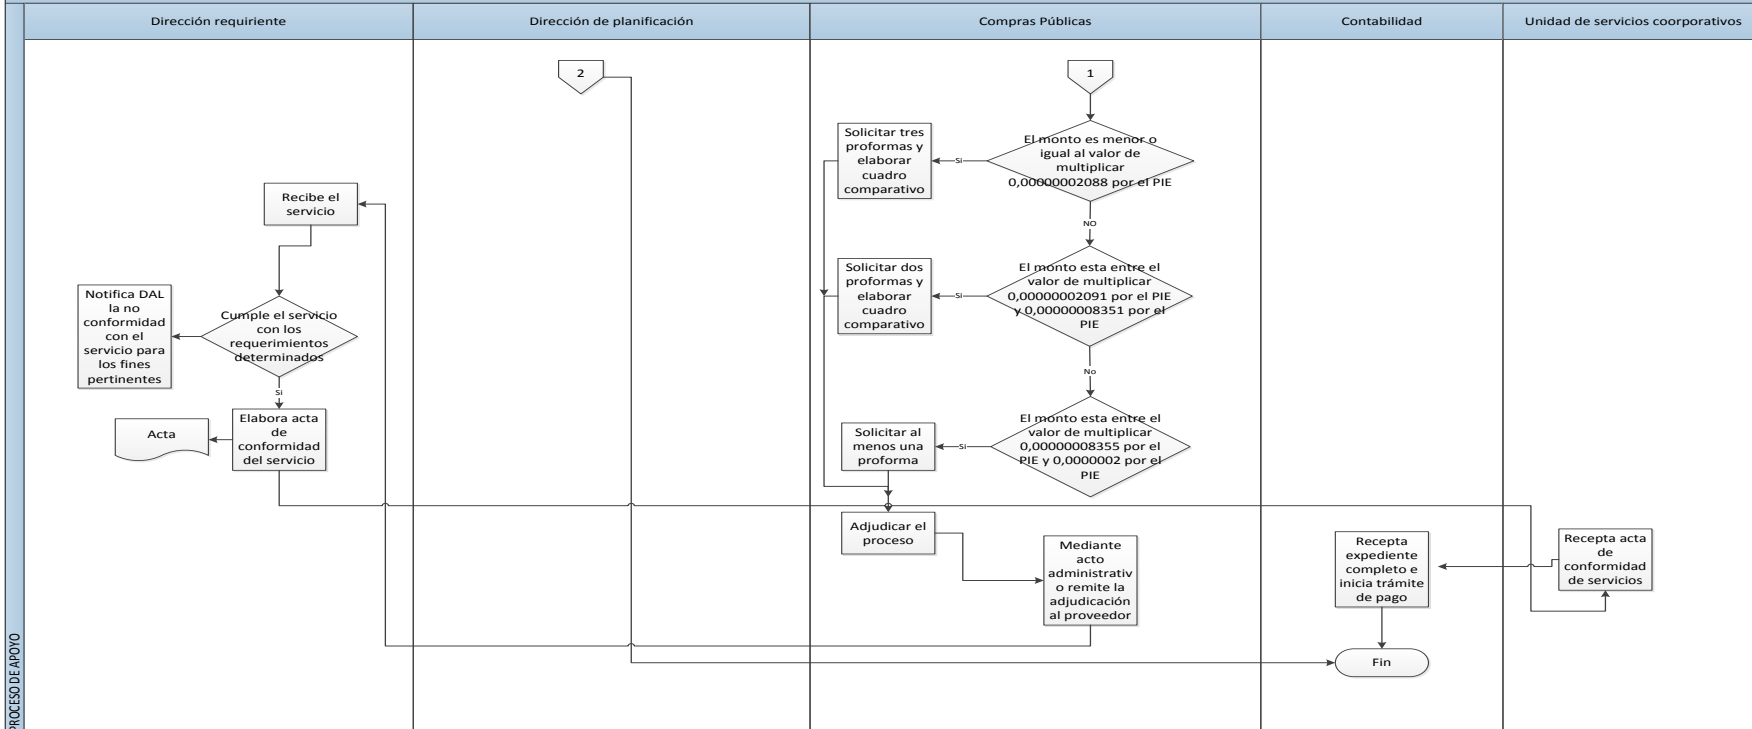 Dirección requiriente
Dirección de planificación
Compras Públicas
Contabilidad
Unidad de servicios coorporativos
PROCESO DE APOYO
2
1
Solicitar tres
proformas y
elaborar
cuadro
comparativo
Si
El monto es menor o
igual al valor de
multiplicar
0,00000002088 por el PIE
NO
Recibe el
servicio
Solicitar dos
proformas y
elaborar
cuadro
comparativo
Si
El monto esta entre el
valor de multiplicar
0,00000002091 por el PIE
y 0,00000008351 por el
PIE
No
Notifica DAL
la no
conformidad
con el
servicio para
los fines
pertinentes
Cumple el servicio
con los
requerimientos
determinados
Si
Acta
Elabora acta
de
conformidad
del servicio
Solicitar al
menos una
proforma
Si
El monto esta entre el
valor de multiplicar
0,00000008355 por el
PIE y 0,0000002 por el
PIE
Adjudicar el
proceso
Mediante
acto
administrativ
o remite la
adjudicación
al proveedor
Recepta
expediente
completo e
inicia trámite
de pago
Recepta acta
de
conformidad
de servicios
Fin